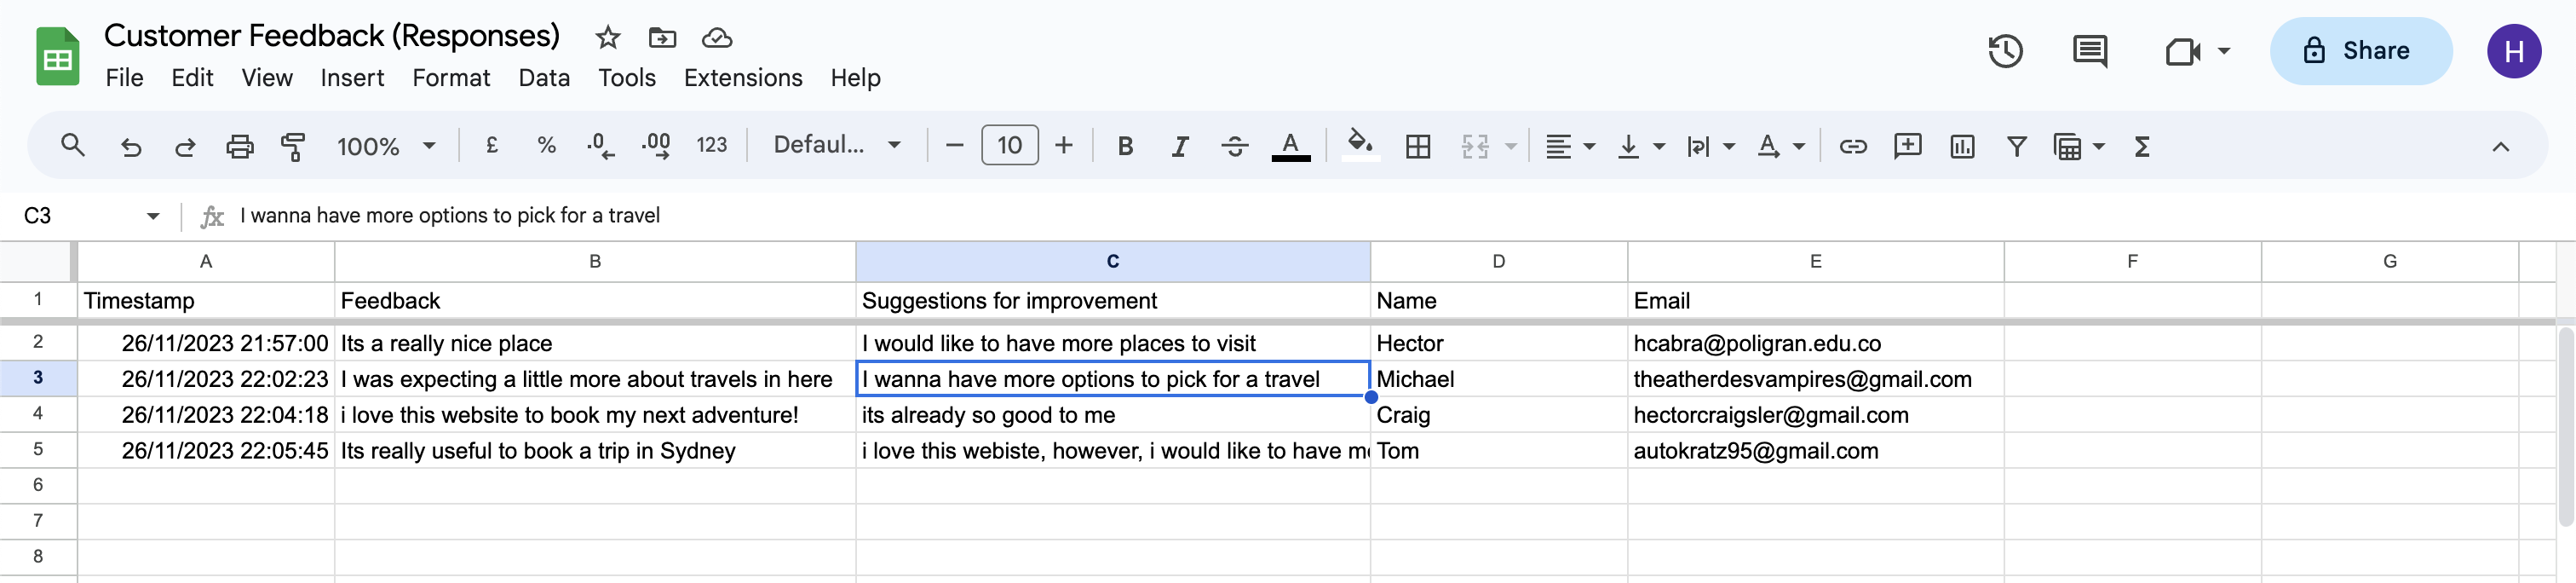 Customer Feedback (Responses)
File Edit View Insert Format Data Tools Extensions Help
Share
H
100% £ % .0 .00 123 Defaul... 10 B I S A A Σ
C3 fx I wanna have more options to pick for a travel
A B C D E F G
1 Timestamp Feedback Suggestions for improvement Name Email
2 26/11/2023 21:57:00 Its a really nice place I would like to have more places to visit Hector hcabra@poligran.edu.co
3 26/11/2023 22:02:23 I was expecting a little more about travels in here I wanna have more options to pick for a travel Michael theatherdesvampires@gmail.com
4 26/11/2023 22:04:18 i love this website to book my next adventure! its already so good to me Craig hectorcraigsler@gmail.com
5 26/11/2023 22:05:45 Its really useful to book a trip in Sydney i love this webiste, however, i would like to have Tom autokratz95@gmail.com
6
7
8